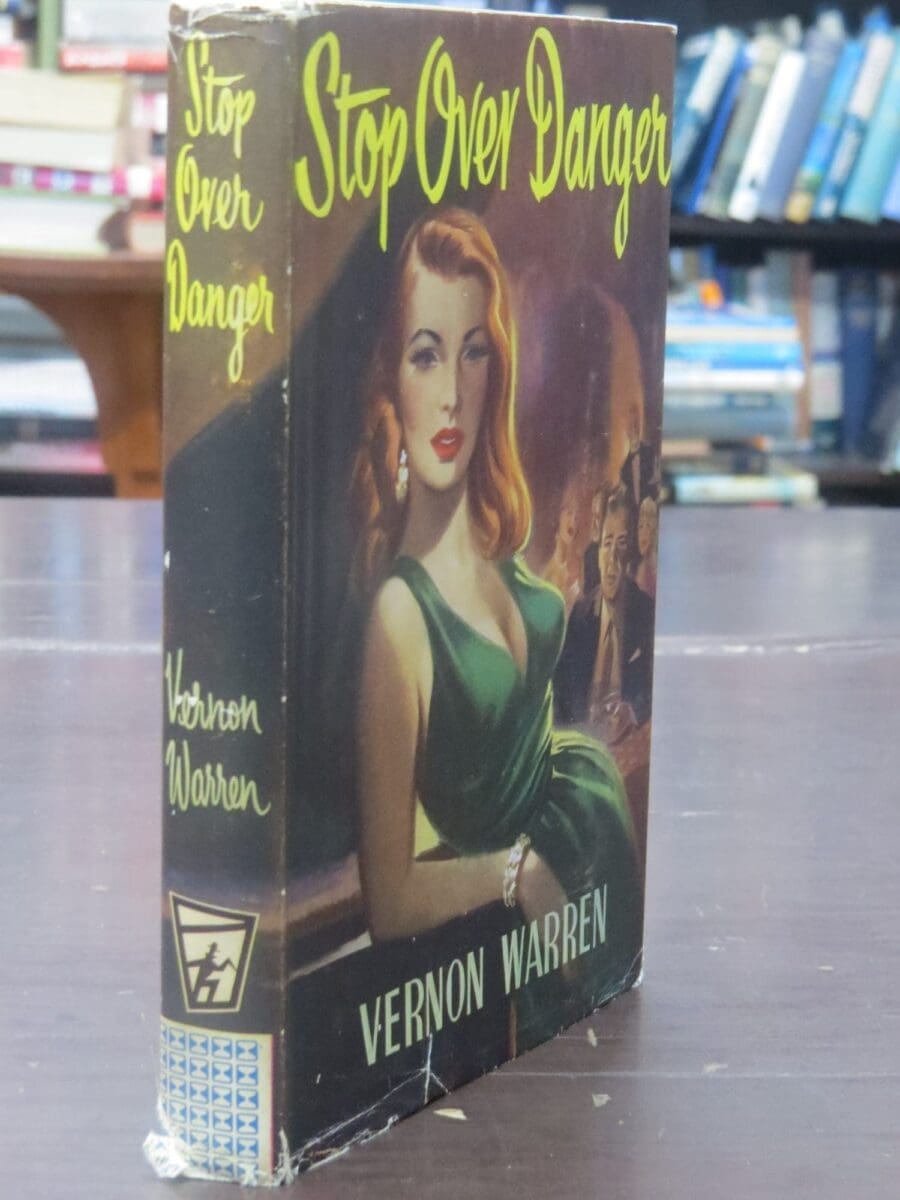 Stop
Over
Danger
Vernon
Warren
Stop Over Danger
VERNON WARREN